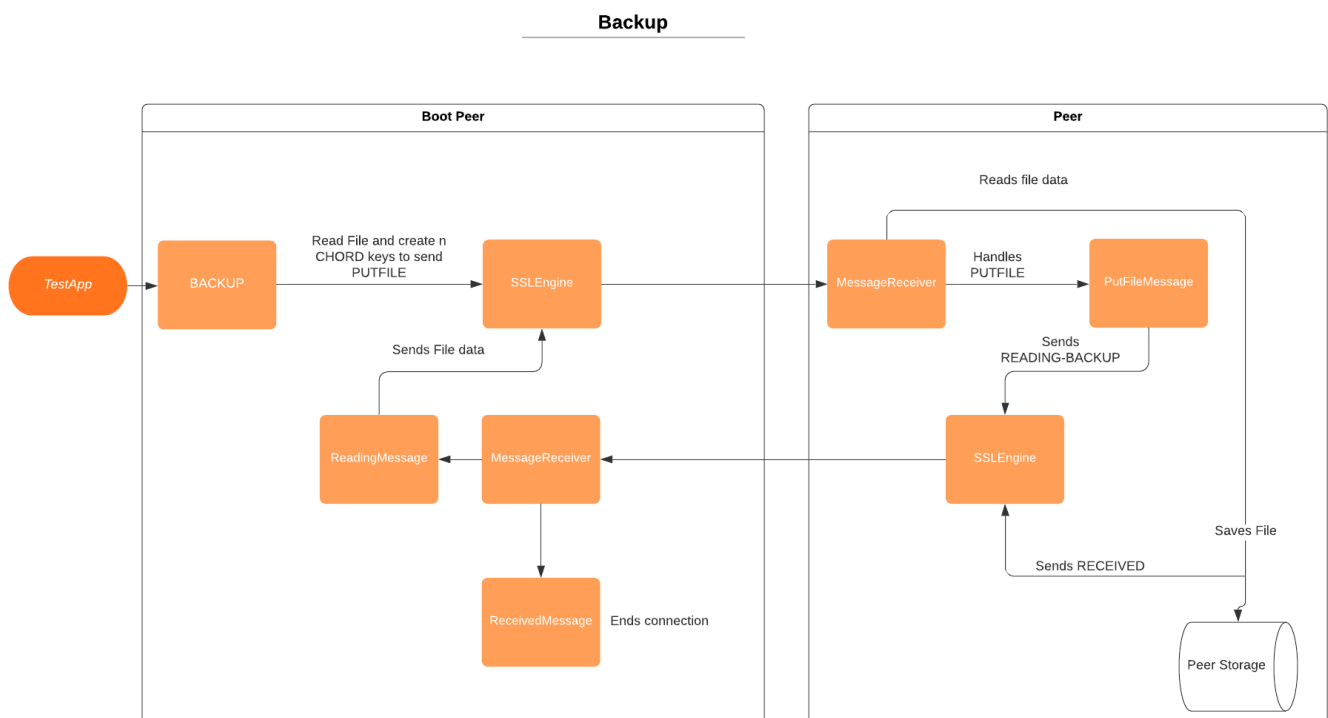 Backup
Boot Peer
Peer
Reads file data
Read File and create n
CHORD keys to send
PUTFILE
Handles
PUTFILE
TestApp
BACKUP
SSLEngine
MessageReceiver
PutFileMessage
Sends File data
Sends
READING-BACKUP
ReadingMessage
MessageReceiver
SSLEngine
Saves File
Sends RECEIVED
ReceivedMessage
Ends connection
Peer Storage